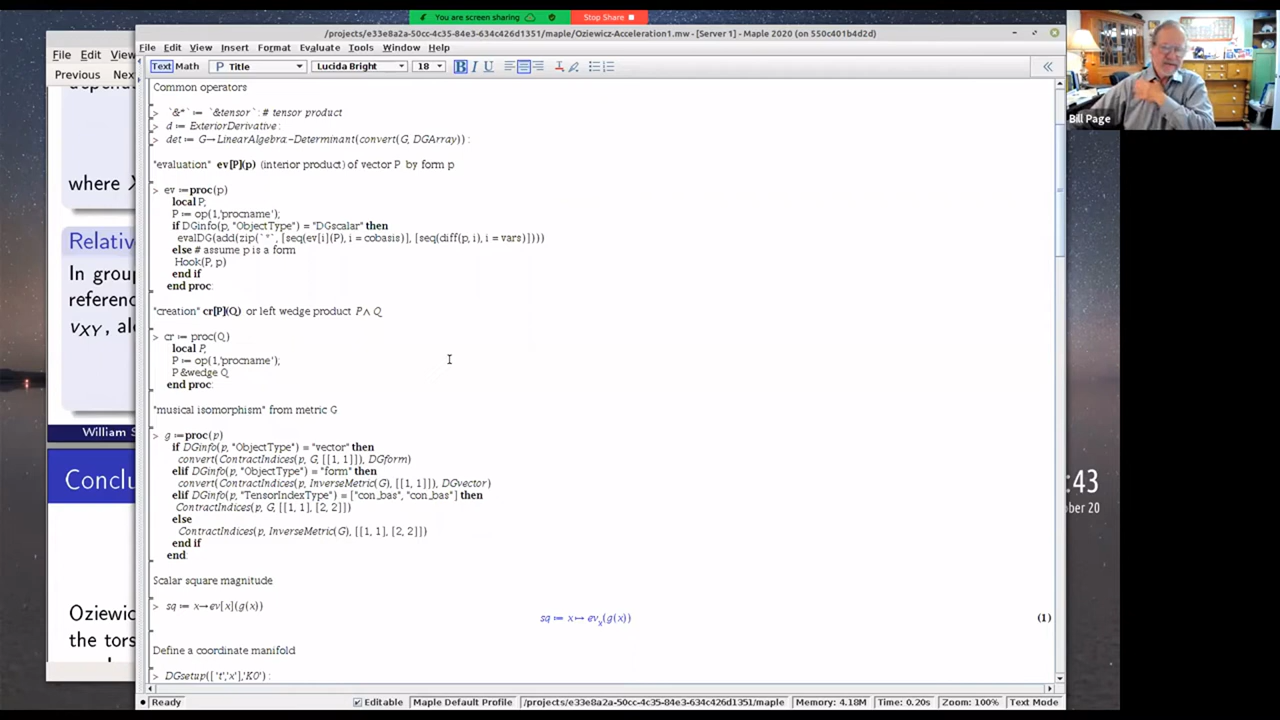 You are screen sharing
Stop Share
/projects/e33e8a2a-50cc-4c35-84e3-634c426d1351/maple/Oziewicz-Acceleration1.mw - [Server 1] - Maple 2020 (on 550c401b4d2d)
File Edit View
File Edit View Insert Format Evaluate Tools Window Help
Previous
Text Math P Title Lucida Bright 18 B I U
where
Relativ
In grou
referenc
v_XY, al
William S
Conclu
Oziewic
the tors
Common operators
> `&*` := `&tensor`: # tensor product
> d := ExteriorDerivative:
> det := G→LinearAlgebra:-Determinant(convert(G, DGArray)):
"evaluation" ev[P](p) (interior product) of vector P by form p
> ev := proc(p)
local P;
P := op(1,'procname');
if DGinfo(p, "ObjectType") = "DGscalar" then
evalDG(add(zip(`*`, [seq(ev[i](P), i = cobasis)], [seq(diff(p, i), i = vars)])))
else # assume p is a form
Hook(P, p)
end if
end proc:
"creation" cr[P](Q) or left wedge product P∧Q
> cr := proc(Q)
local P;
P := op(1,'procname');
P &wedge Q
end proc:
"musical isomorphism" from metric G
> g := proc(p)
if DGinfo(p, "ObjectType") = "vector" then
convert(ContractIndices(p, G, [[1, 1]]), DGform)
elif DGinfo(p, "ObjectType") = "form" then
convert(ContractIndices(p, InverseMetric(G), [[1, 1]]), DGvector)
elif DGinfo(p, "TensorIndexType") = ["con_bas", "con_bas"] then
ContractIndices(p, G, [[1, 1], [2, 2]])
else
ContractIndices(p, InverseMetric(G), [[1, 1], [2, 2]])
end if
end:
Scalar square magnitude
> sq := x→ev[x](g(x))
sq := x ↦ ev_x(g(x)) (1)
Define a coordinate manifold
> DGsetup(['t','x'],'K0'):
Ready
Editable Maple Default Profile /projects/e33e8a2a-50cc-4c35-84e3-634c426d1351/maple Memory: 4.18M Time: 0.20s Zoom: 100% Text Mode
Bill Page
:43
ber 20